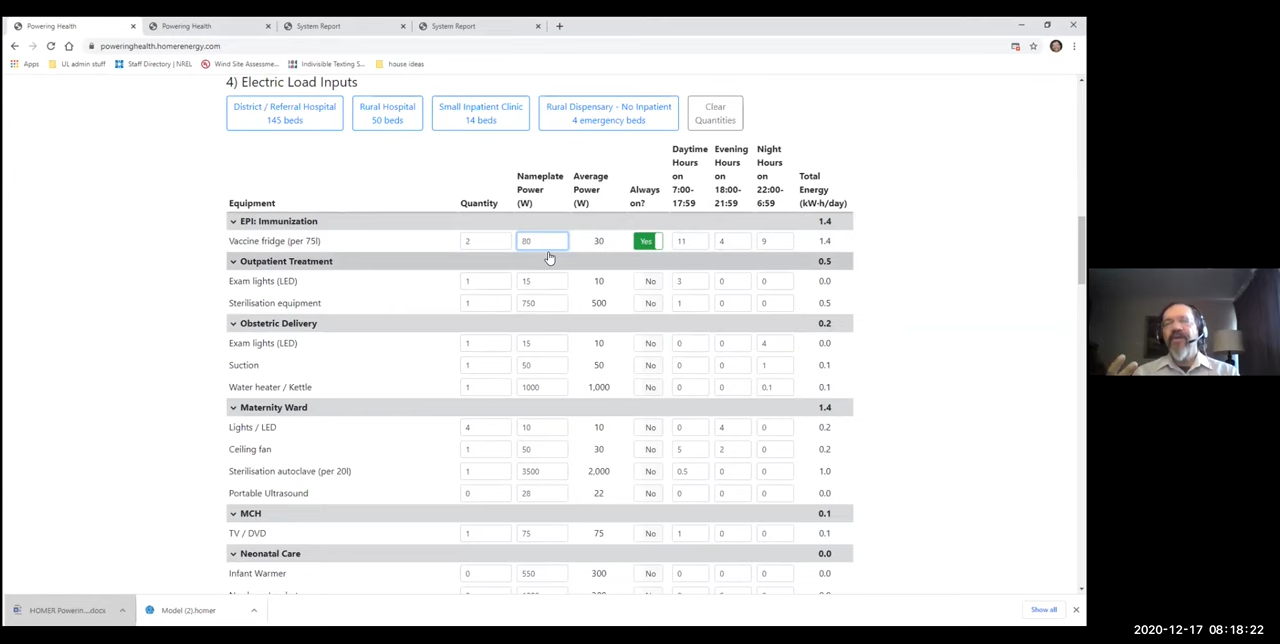 Powering Health
Powering Health
System Report
System Report
poweringhealth.homerenergy.com
Apps UL admin stuff Staff Directory | NREL Wind Site Assessme... Indivisible Texting S... house ideas
4) Electric Load Inputs
District / Referral Hospital
145 beds
Rural Hospital
50 beds
Small Inpatient Clinic
14 beds
Rural Dispensary - No Inpatient
4 emergency beds
Clear
Quantities
Equipment
Quantity
Nameplate
Power
(W)
Average
Power
(W)
Always
on?
Daytime
Hours
on
7:00-
17:59
Evening
Hours
on
18:00-
21:59
Night
Hours
on
22:00-
6:59
Total
Energy
(kW·h/day)
EPI: Immunization 1.4
Vaccine fridge (per 75l) 2 80 30 Yes 11 4 9 1.4
Outpatient Treatment 0.5
Exam lights (LED) 1 15 10 No 3 0 0 0.0
Sterilisation equipment 1 750 500 No 1 0 0 0.5
Obstetric Delivery 0.2
Exam lights (LED) 1 15 10 No 0 0 4 0.0
Suction 1 50 50 No 0 0 1 0.1
Water heater / Kettle 1 1000 1,000 No 0 0 0.1 0.1
Maternity Ward 1.4
Lights / LED 4 10 10 No 0 4 0 0.2
Ceiling fan 1 50 30 No 5 2 0 0.2
Sterilisation autoclave (per 20l) 1 3500 2,000 No 0.5 0 0 1.0
Portable Ultrasound 0 28 22 No 0 0 0 0.0
MCH 0.1
TV / DVD 1 75 75 No 1 0 0 0.1
Neonatal Care 0.0
Infant Warmer 0 550 300 No 0 0 0 0.0
HOMER Powerin....docx
Model (2).homer
Show all
2020-12-17 08:18:22